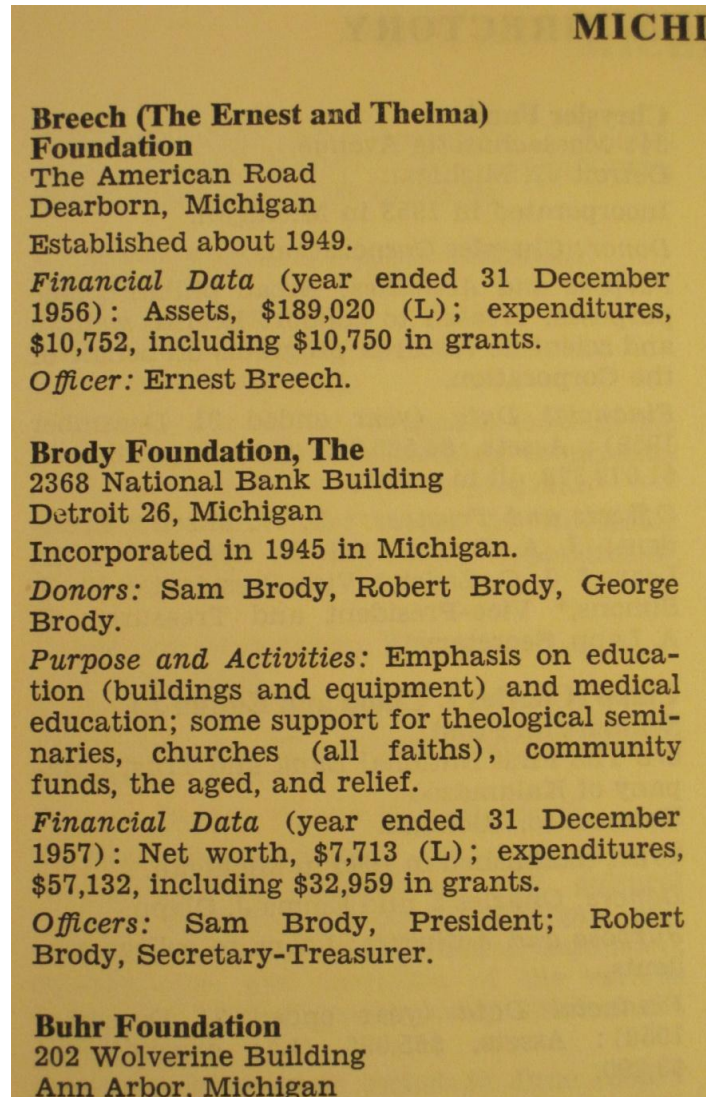 MICHI
Breech (The Ernest and Thelma)
Foundation
The American Road
Dearborn, Michigan
Established about 1949.
Financial Data (year ended 31 December
1956): Assets, $189,020 (L); expenditures,
$10,752, including $10,750 in grants.
Officer: Ernest Breech.
Brody Foundation, The
2368 National Bank Building
Detroit 26, Michigan
Incorporated in 1945 in Michigan.
Donors: Sam Brody, Robert Brody, George
Brody.
Purpose and Activities: Emphasis on educa-
tion (buildings and equipment) and medical
education; some support for theological semi-
naries, churches (all faiths), community
funds, the aged, and relief.
Financial Data (year ended 31 December
1957): Net worth, $7,713 (L); expenditures,
$57,132, including $32,959 in grants.
Officers: Sam Brody, President; Robert
Brody, Secretary-Treasurer.
Buhr Foundation
202 Wolverine Building
Ann Arbor, Michigan